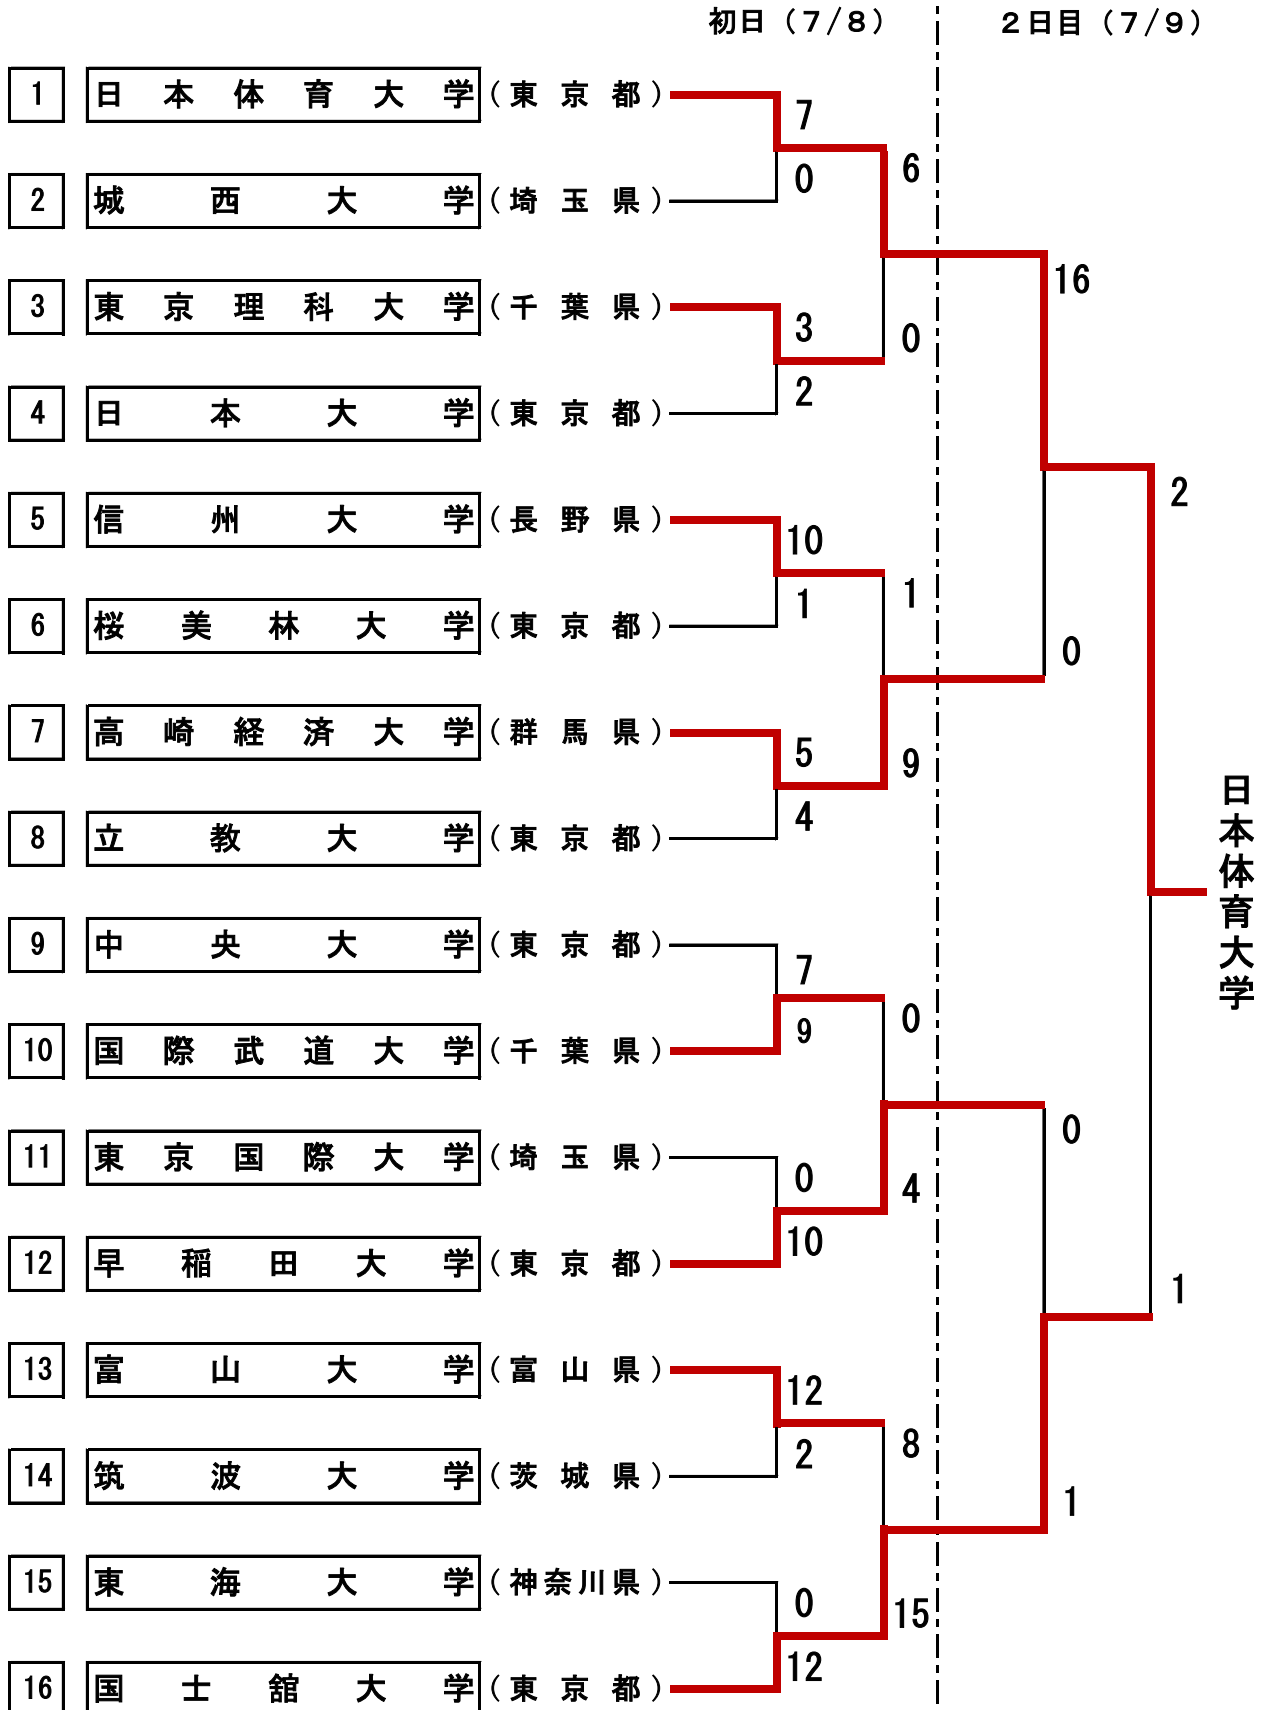 初日（７/８） ２日目（７/９）
1 日本体育大学（東京都）
7
6
0
2 城西大学（埼玉県）
16
3 東京理科大学（千葉県）
3
0
2
4 日本大学（東京都）
2
5 信州大学（長野県）
10
1
1
6 桜美林大学（東京都）
0
7 高崎経済大学（群馬県）
5
9
4
8 立教大学（東京都）
日本体育大学
9 中央大学（東京都）
7
0
9
10 国際武道大学（千葉県）
0
11 東京国際大学（埼玉県）
0
4
10
12 早稲田大学（東京都）
1
13 富山大学（富山県）
12
8
2
14 筑波大学（茨城県）
1
15 東海大学（神奈川県）
0
15
12
16 国士舘大学（東京都）